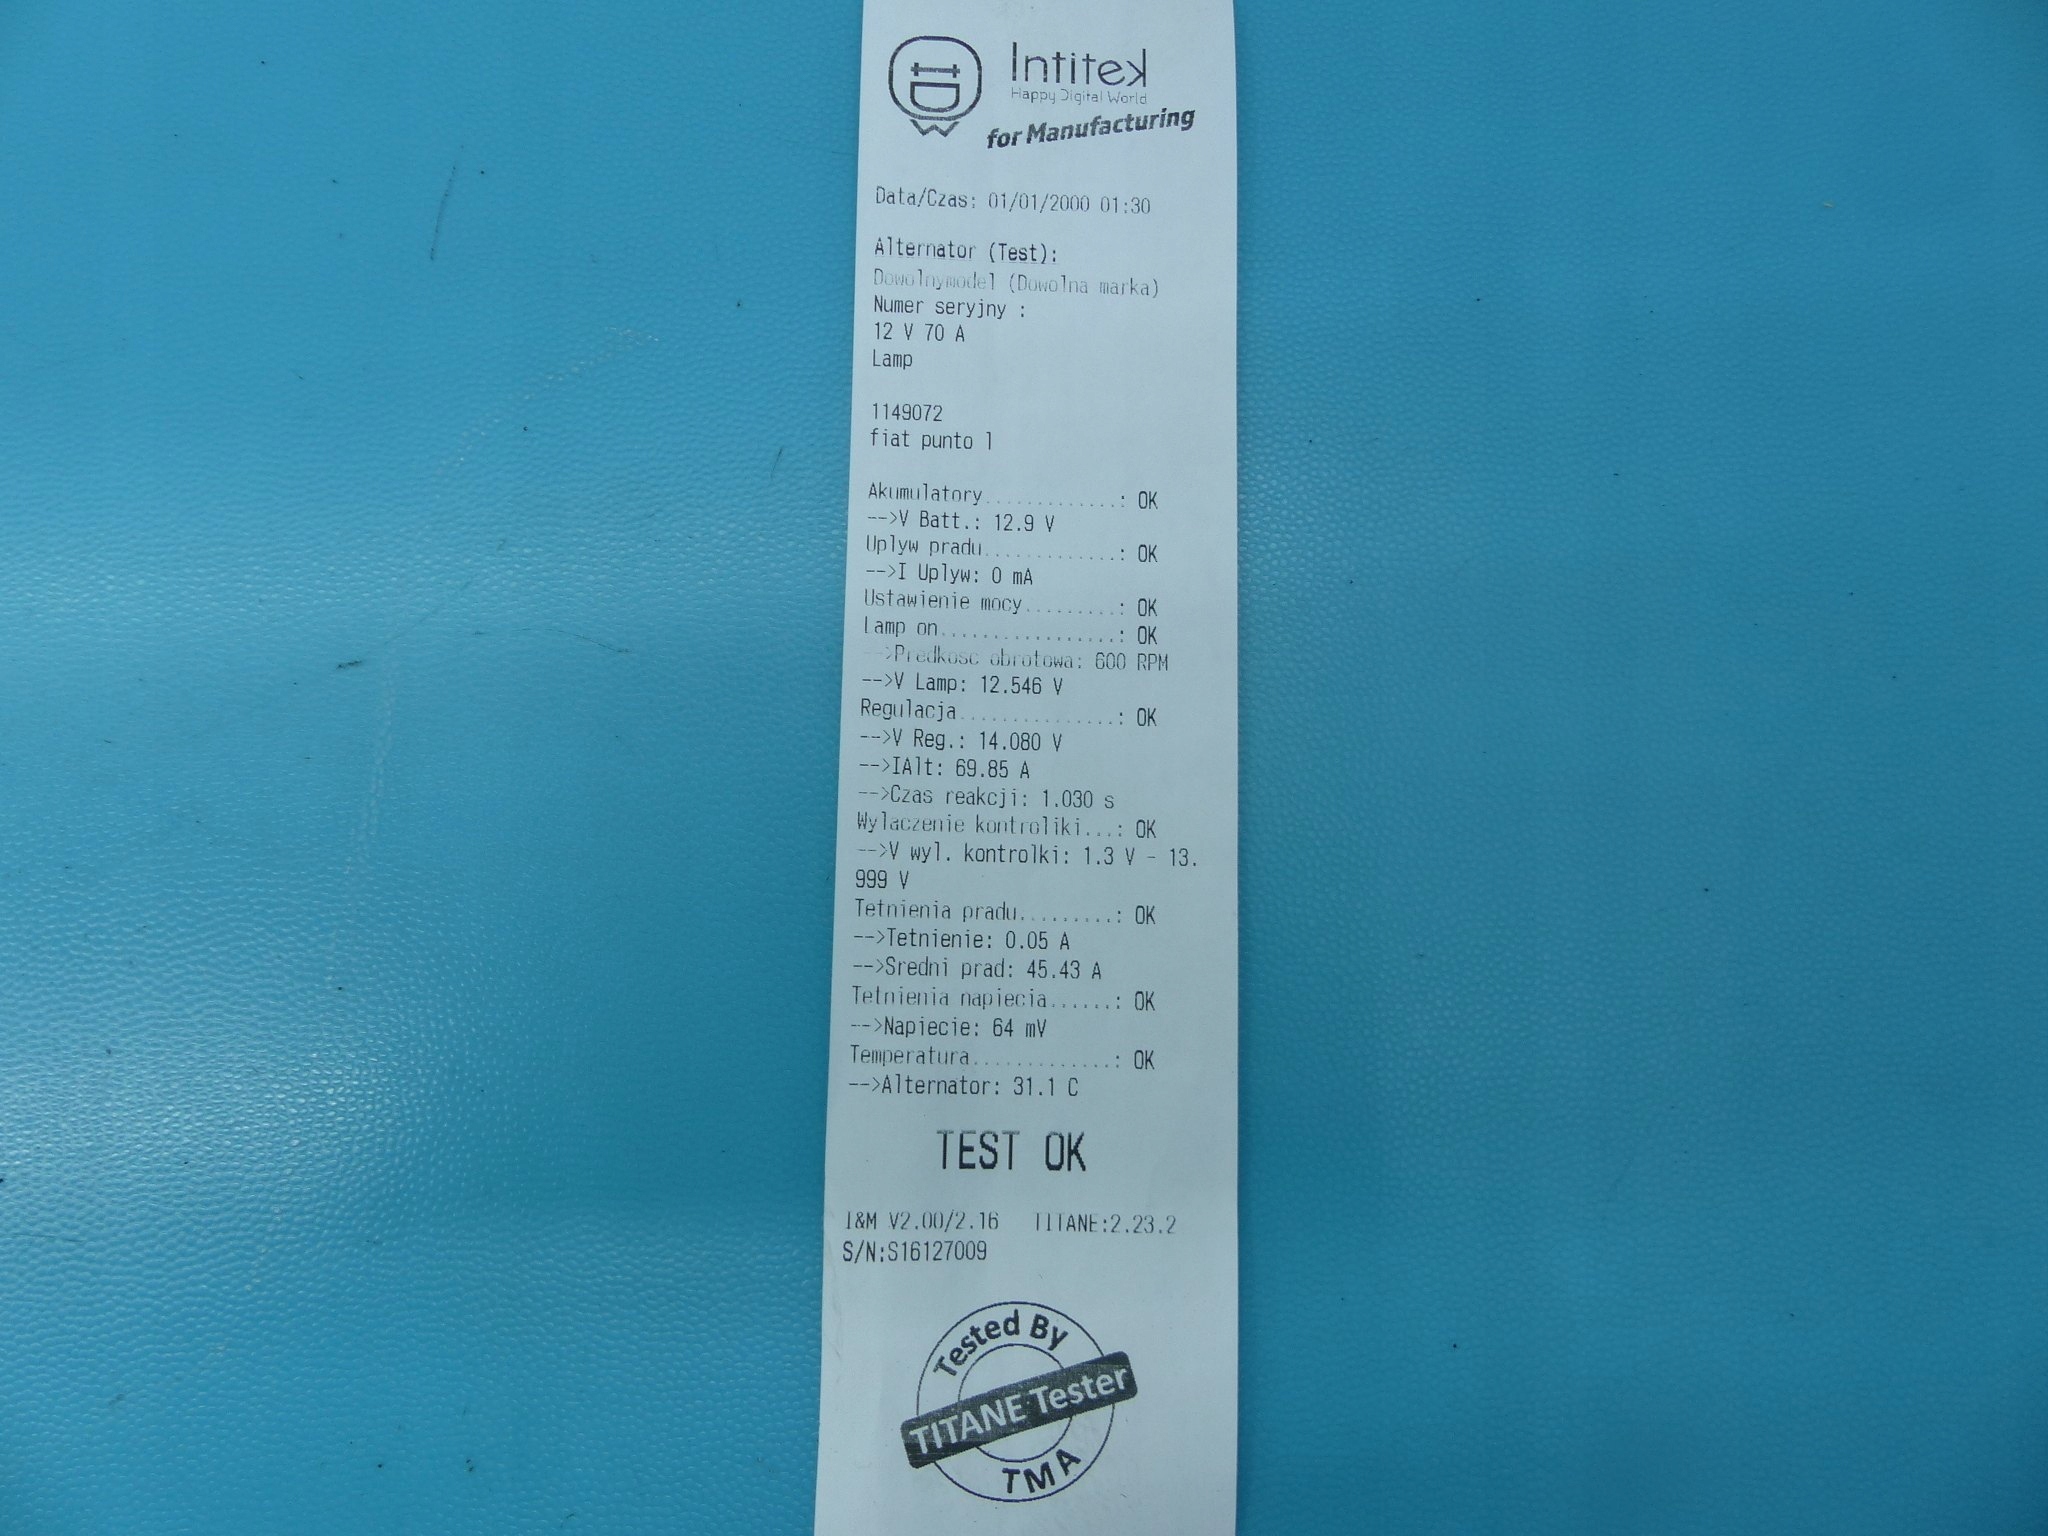 Intitek
Happy Digital World
for Manufacturing
Data/Czas: 01/01/2000 01:30
Alternator (Test):
Dowolnymodel (Dowolna marka)
Numer seryjny :
12 V 70 A
Lamp
1149072
fiat punto 1
Akumulatory.............: OK
-->V Batt.: 12.9 V
Uplyw pradu.............: OK
-->I Uplyw: 0 mA
Ustawienie mocy.........: OK
Lamp on.................: OK
-->Predkosc obrotowa: 600 RPM
-->V Lamp: 12.546 V
Regulacja...............: OK
-->V Reg.: 14.080 V
-->IAlt: 69.85 A
-->Czas reakcji: 1.030 s
Wylaczenie kontroliki...: OK
-->V wyl. kontrolki: 1.3 V - 13.
999 V
Tetnienia pradu.........: OK
-->Tetnienie: 0.05 A
-->Sredni prad: 45.43 A
Tetnienia napiecia......: OK
-->Napiecie: 64 mV
Temperatura.............: OK
-->Alternator: 31.1 C
TEST OK
I&M V2.00/2.16 TITANE:2.23.2
S/N:S16127009
Tested By
TITANE Tester
TMA